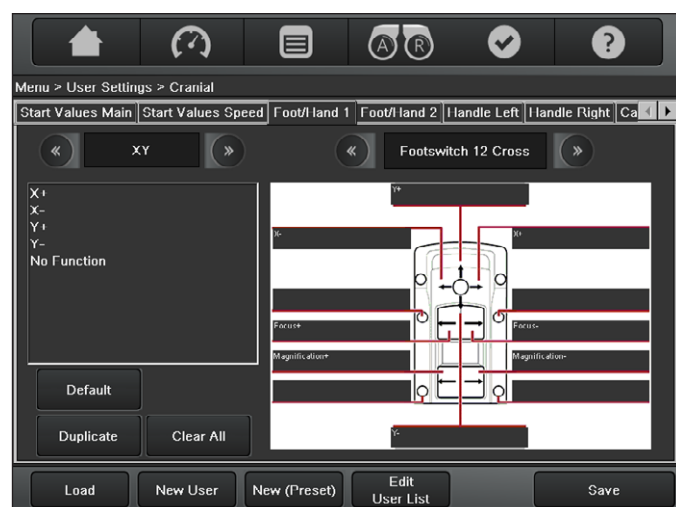 A R ?
Menu > User Settings > Cranial
Start Values Main Start Values Speed Foot/Hand 1 Foot/Hand 2 Handle Left Handle Right Ca
« XY » « Footswitch 12 Cross »
X+
X-
Y+
Y-
No Function
Y+
X- X+
Focus+ Focus-
Magnification+ Magnification-
Y-
Default
Duplicate Clear All
Load New User New (Preset) Edit
User List Save